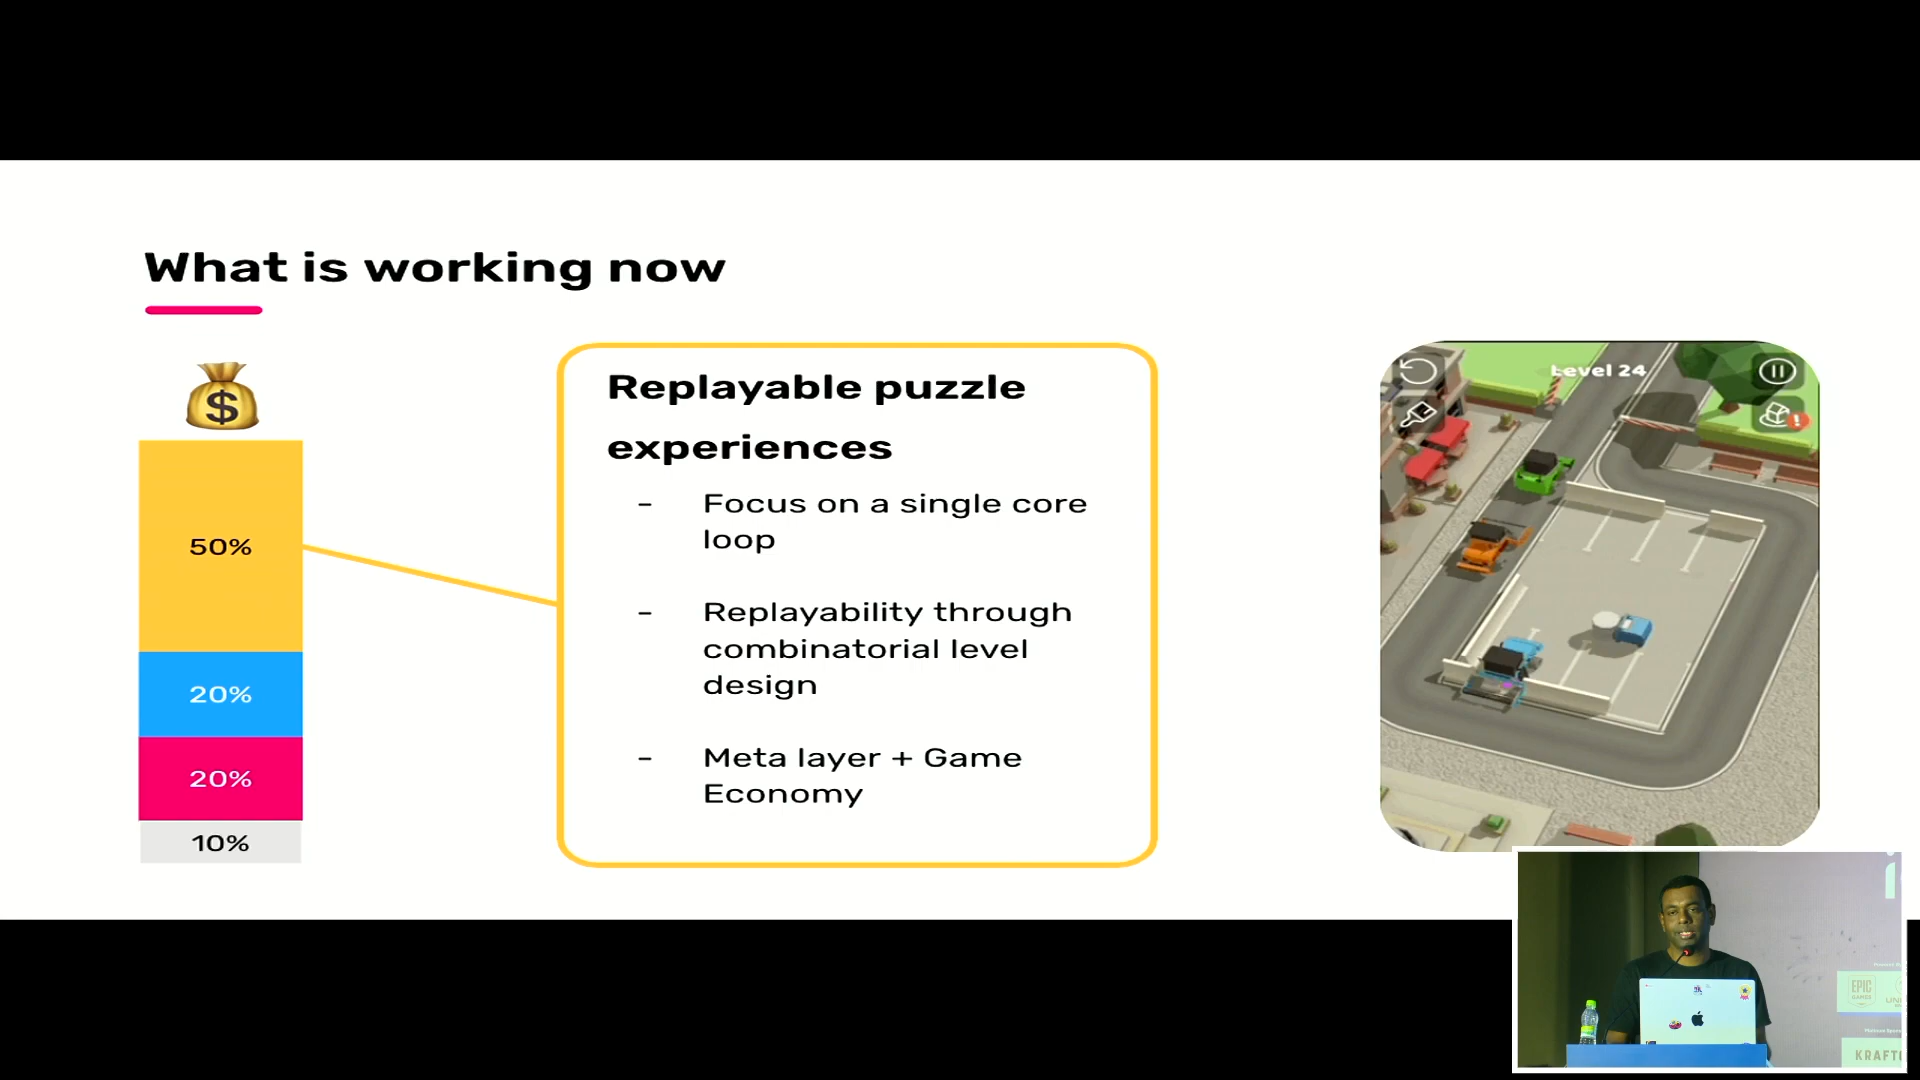 What is working now
$
50%
20%
20%
10%
Replayable puzzle
experiences
- Focus on a single core
loop
- Replayability through
combinatorial level
design
- Meta layer + Game
Economy
Level 24
!
EPIC
GAMES